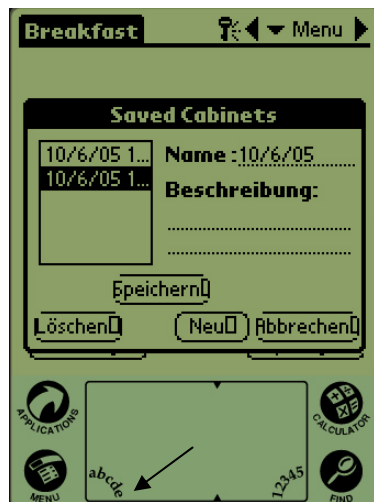 Breakfast Menu
Saved Cabinets
10/6/05 1... Name :10/6/05
10/6/05 1... Beschreibung:
Speichern
Löschen Neu Abbrechen
APPLICATIONS CALCULATOR
abcde 12345
MENU FIND